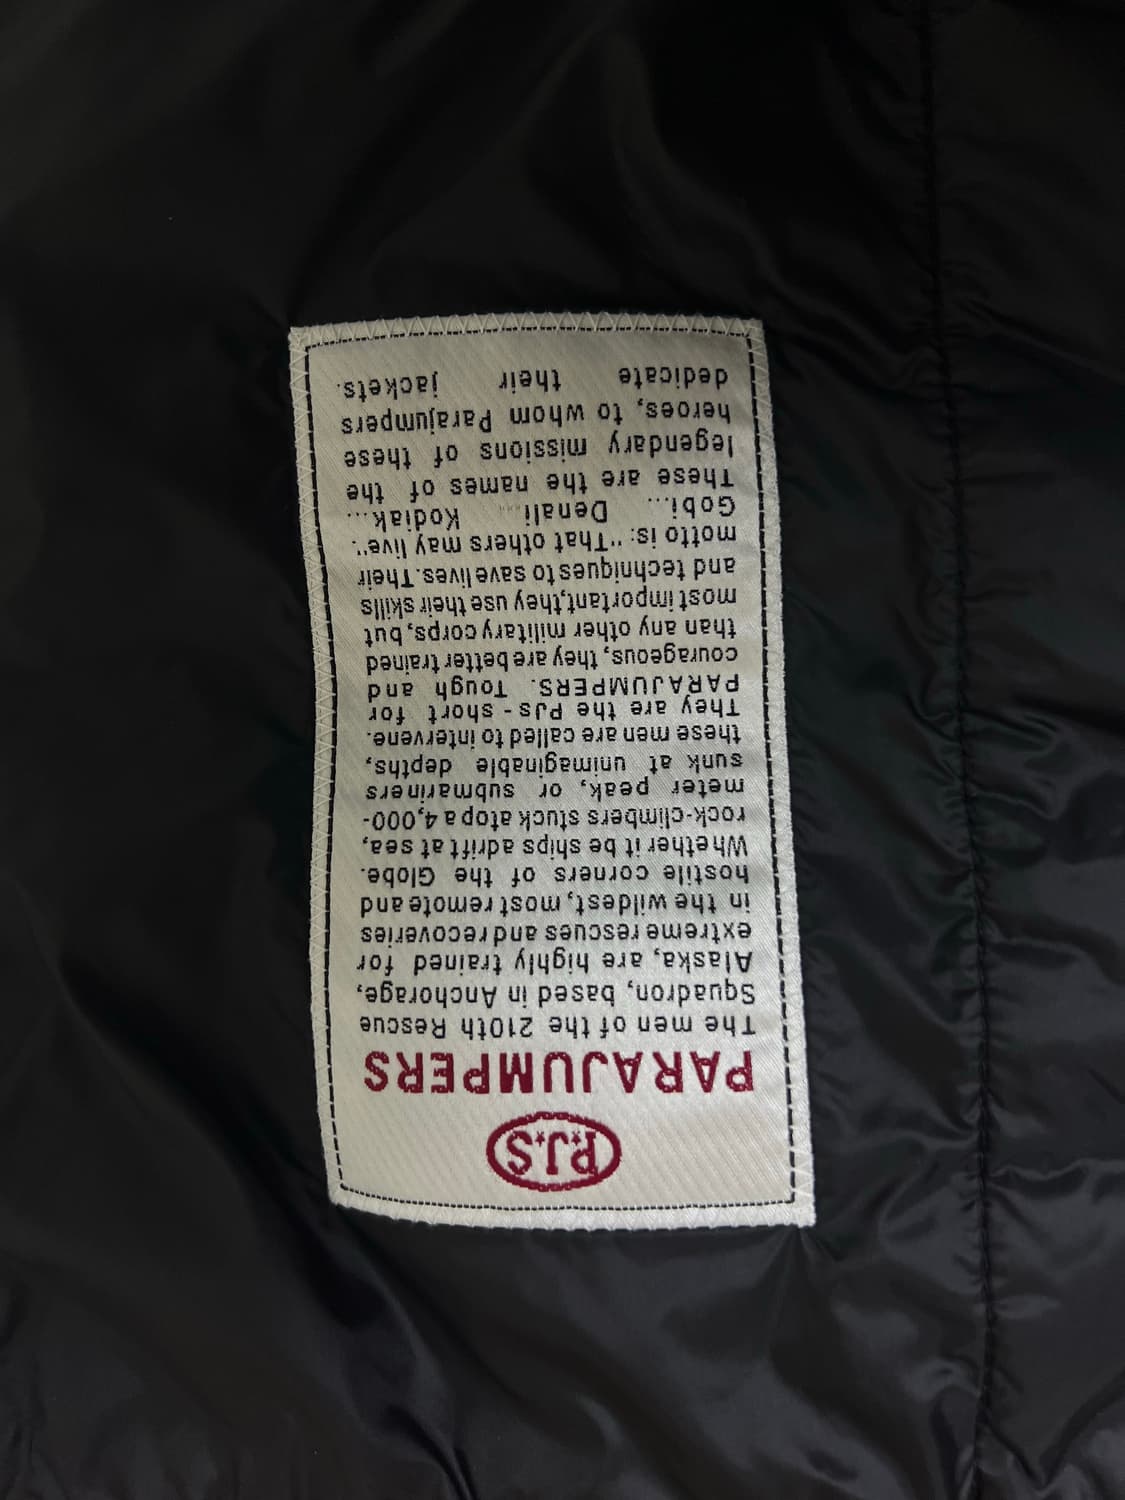 P.J.S
PARAJUMPERS
The men of the 210th Rescue
Squadron, based in Anchorage,
Alaska, are highly trained for
extreme rescues and recoveries
in the wildest, most remote and
hostile corners of the Globe.
Whether it be ships adrift at sea,
rock-climbers stuck atop a 4,000-
meter peak, or submariners
sunk at unimaginable depths,
these men are called to intervene.
They are the PJs - short for
PARAJUMPERS. Tough and
courageous, they are better trained
than any other military corps, but
most important, they use their skills
and techniques to save lives. Their
motto is: "That others may live".
Gobi... Denali... Kodiak...
These are the names of the
legendary missions of these
heroes, to whom Parajumpers
dedicate their jackets.